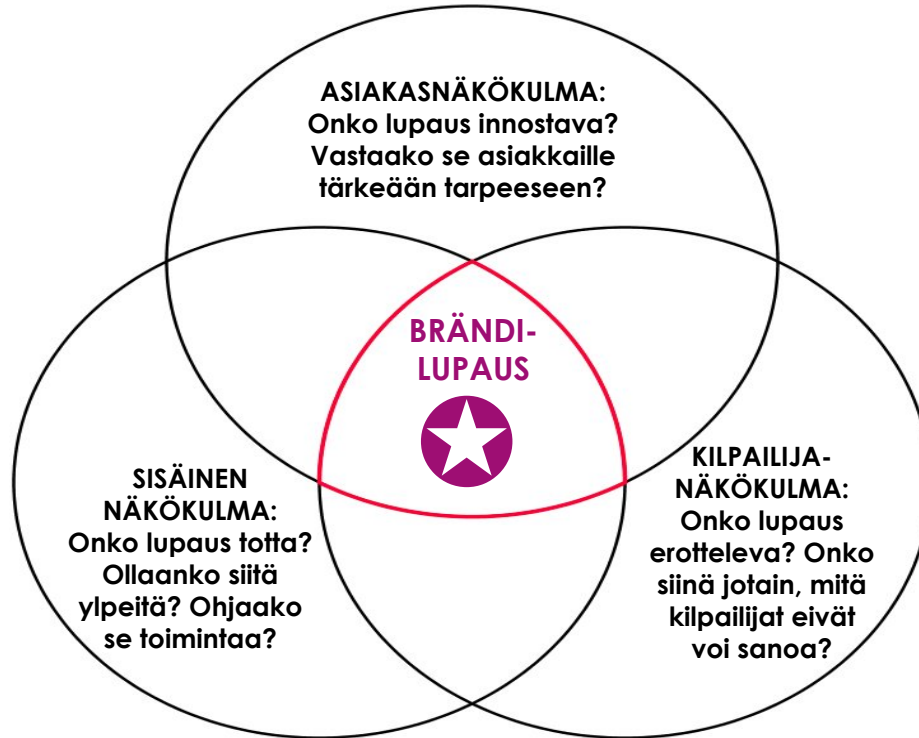 ASIAKASNÄKÖKULMA:
Onko lupaus innostava?
Vastaako se asiakkaille
tärkeään tarpeeseen?
BRÄNDI-
LUPAUS
SISÄINEN
NÄKÖKULMA:
Onko lupaus totta?
Ollaanko siitä
ylpeitä? Ohjaako
se toimintaa?
KILPAILIJA-
NÄKÖKULMA:
Onko lupaus
erotteleva? Onko
siinä jotain, mitä
kilpailijat eivät
voi sanoa?